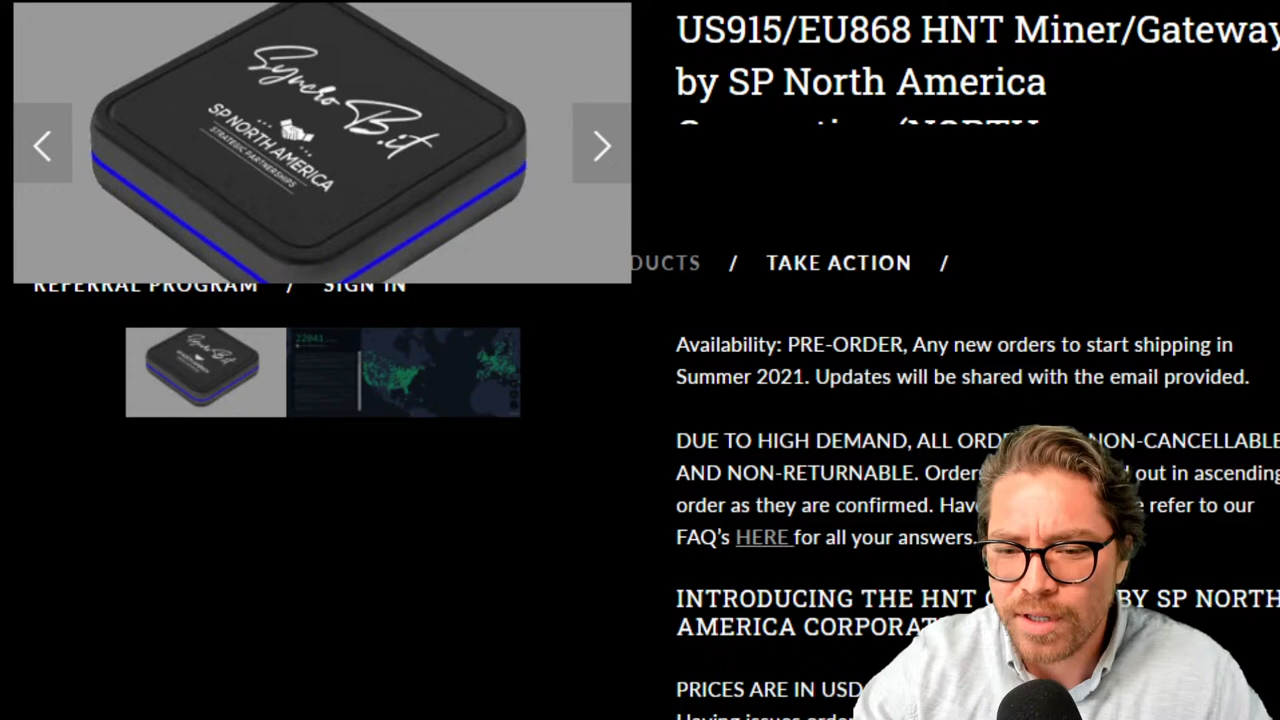 US915/EU868 HNT Miner/Gateway
by SP North America
Syncro B.it
SP NORTH AMERICA
STRATEGIC PARTNERSHIPS
DUCTS / TAKE ACTION /
REFERRAL PROGRAM / SIGN IN
Availability: PRE-ORDER, Any new orders to start shipping in
Summer 2021. Updates will be shared with the email provided.
DUE TO HIGH DEMAND, ALL NON-CANCELLABLE
AND NON-RETURNABLE. out in ascending
order as they are confirmed. refer to our
FAQ’s HERE for all your answers.
INTRODUCING THE HNT BY SP NORTH
AMERICA
PRICES ARE IN USD